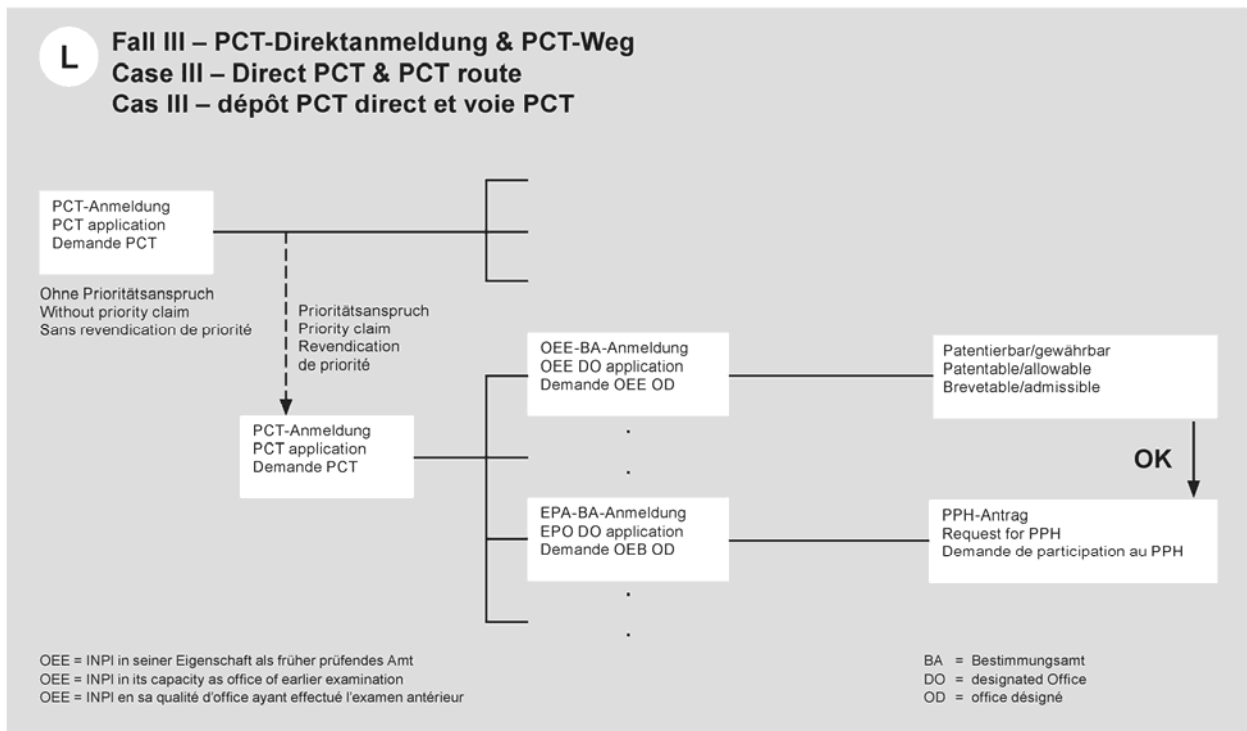 L
Fall III – PCT-Direktanmeldung & PCT-Weg
Case III – Direct PCT & PCT route
Cas III – dépôt PCT direct et voie PCT
PCT-Anmeldung
PCT application
Demande PCT
Ohne Prioritätsanspruch
Without priority claim
Sans revendication de priorité
Prioritätsanspruch
Priority claim
Revendication
de priorité
PCT-Anmeldung
PCT application
Demande PCT
OEE-BA-Anmeldung
OEE DO application
Demande OEE OD
Patentierbar/gewährbar
Patentable/allowable
Brevetable/admissible
OK
EPA-BA-Anmeldung
EPO DO application
Demande OEB OD
PPH-Antrag
Request for PPH
Demande de participation au PPH
OEE = INPI in seiner Eigenschaft als früher prüfendes Amt
OEE = INPI in its capacity as office of earlier examination
OEE = INPI en sa qualité d'office ayant effectué l'examen antérieur
BA = Bestimmungsamt
DO = designated Office
OD = office désigné